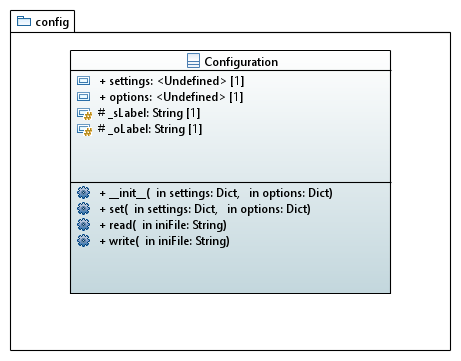 config
Configuration
+ settings: <Undefined> [1]
+ options: <Undefined> [1]
# _sLabel: String [1]
# _oLabel: String [1]
+ __init__( in settings: Dict, in options: Dict)
+ set( in settings: Dict, in options: Dict)
+ read( in iniFile: String)
+ write( in iniFile: String)